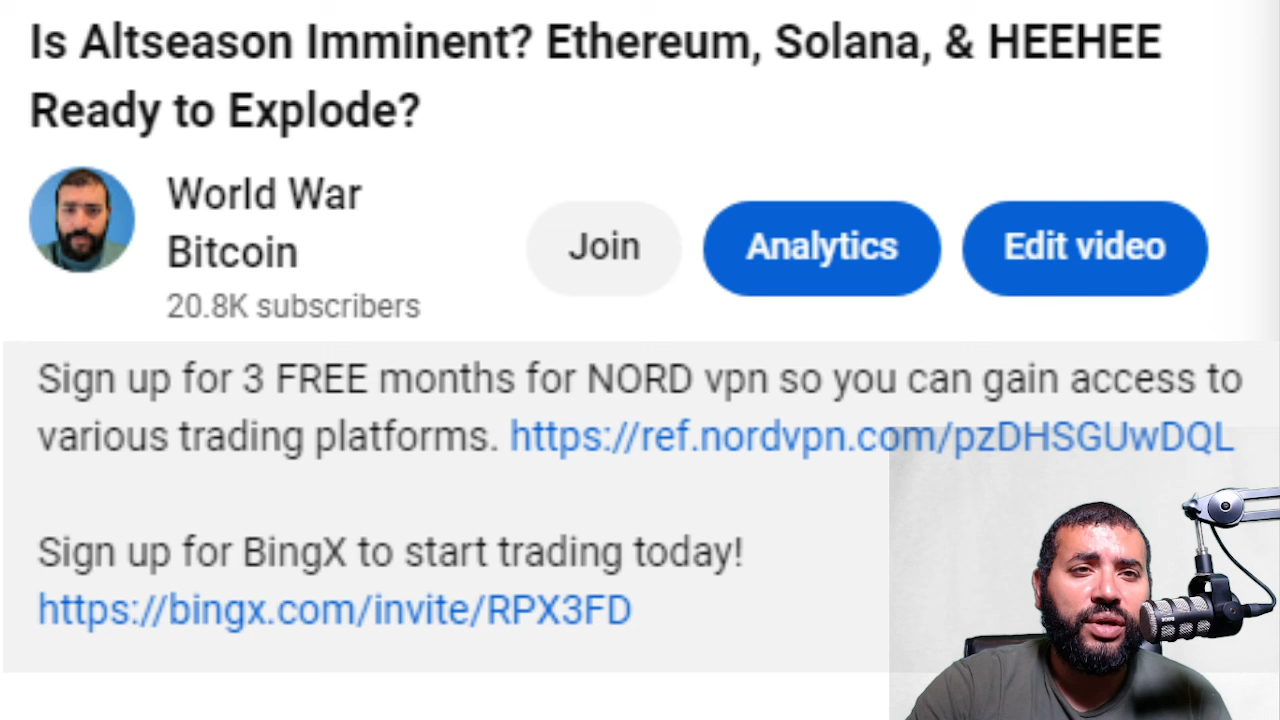 Is Altseason Imminent? Ethereum, Solana, & HEEHEE
Ready to Explode?
World War
Bitcoin
20.8K subscribers
Join
Analytics
Edit video
Sign up for 3 FREE months for NORD vpn so you can gain access to
various trading platforms. https://ref.nordvpn.com/pzDHSGUwDQL
Sign up for BingX to start trading today!
https://bingx.com/invite/RPX3FD